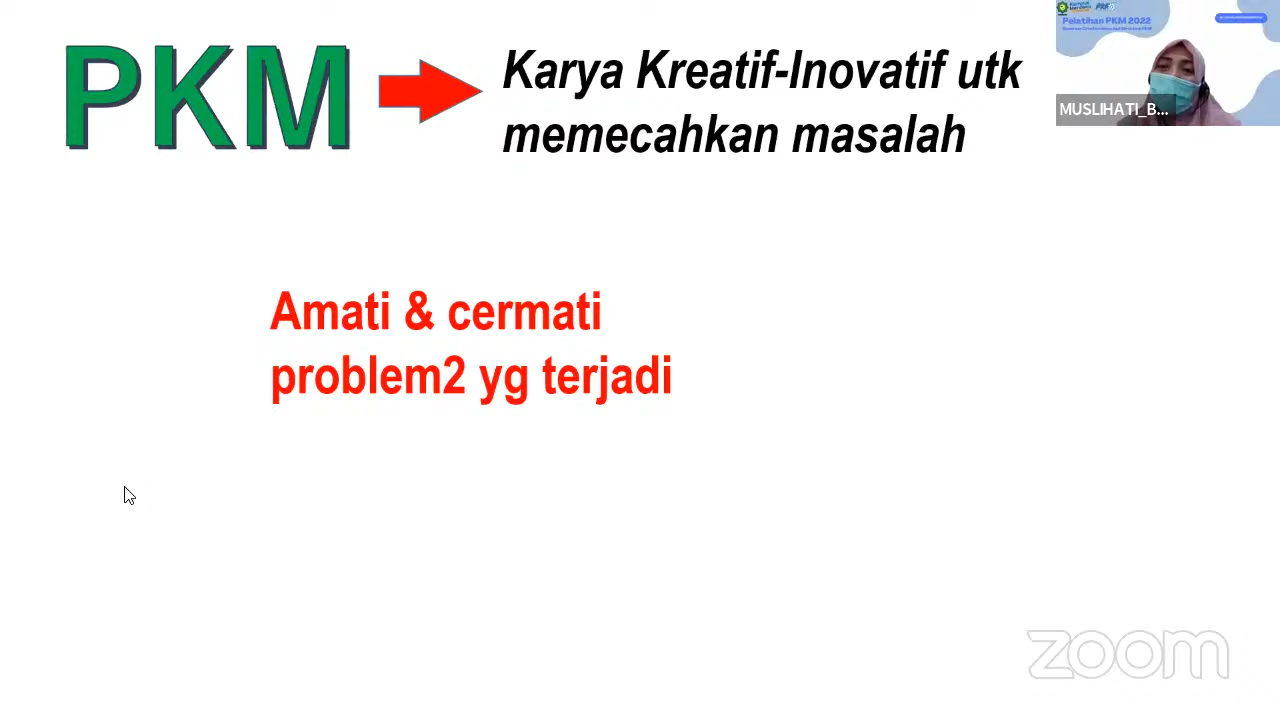 PKM
Karya Kreatif-Inovatif utk
memecahkan masalah
Amati & cermati
problem2 yg terjadi
Pelatihan PKM 2022
MUSLIHATI_B...
zoom